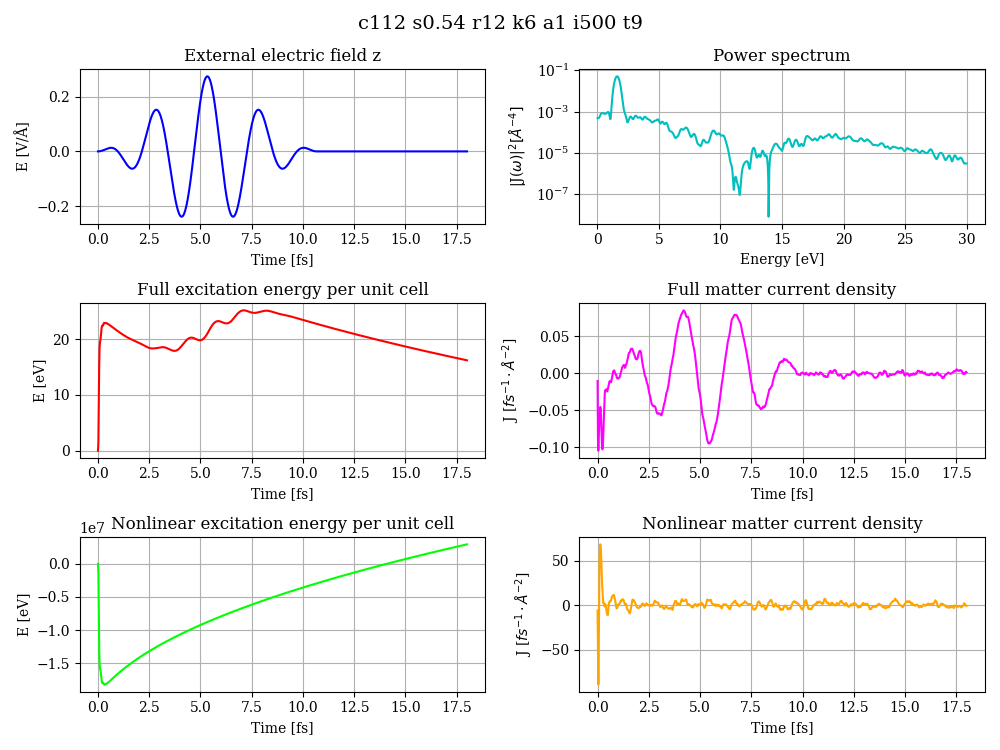 c112 s0.54 r12 k6 a1 i500 t9
External electric field z
E [V/Å]
0.2
0.0
−0.2
0.0 2.5 5.0 7.5 10.0 12.5 15.0 17.5
Time [fs]
Power spectrum
|J(ω)|²[Å⁻⁴]
10⁻¹
10⁻³
10⁻⁵
10⁻⁷
0 5 10 15 20 25 30
Energy [eV]
Full excitation energy per unit cell
E [eV]
20
10
0
0.0 2.5 5.0 7.5 10.0 12.5 15.0 17.5
Time [fs]
Full matter current density
J [fs⁻¹ · Å⁻²]
0.05
0.00
−0.05
−0.10
0.0 2.5 5.0 7.5 10.0 12.5 15.0 17.5
Time [fs]
Nonlinear excitation energy per unit cell
1e7
E [eV]
0.0
−0.5
−1.0
−1.5
0.0 2.5 5.0 7.5 10.0 12.5 15.0 17.5
Time [fs]
Nonlinear matter current density
J [fs⁻¹ · Å⁻²]
50
0
−50
0.0 2.5 5.0 7.5 10.0 12.5 15.0 17.5
Time [fs]